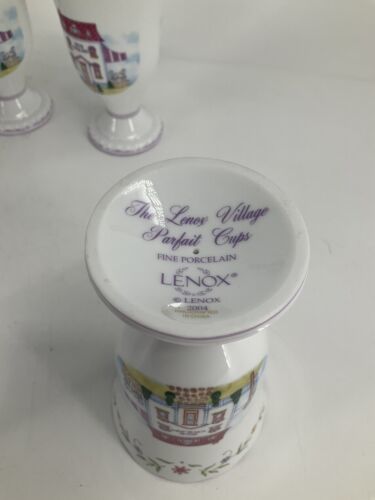 The Lenox Village
Parfait Cups
FINE PORCELAIN
LENOX®
© LENOX
2004